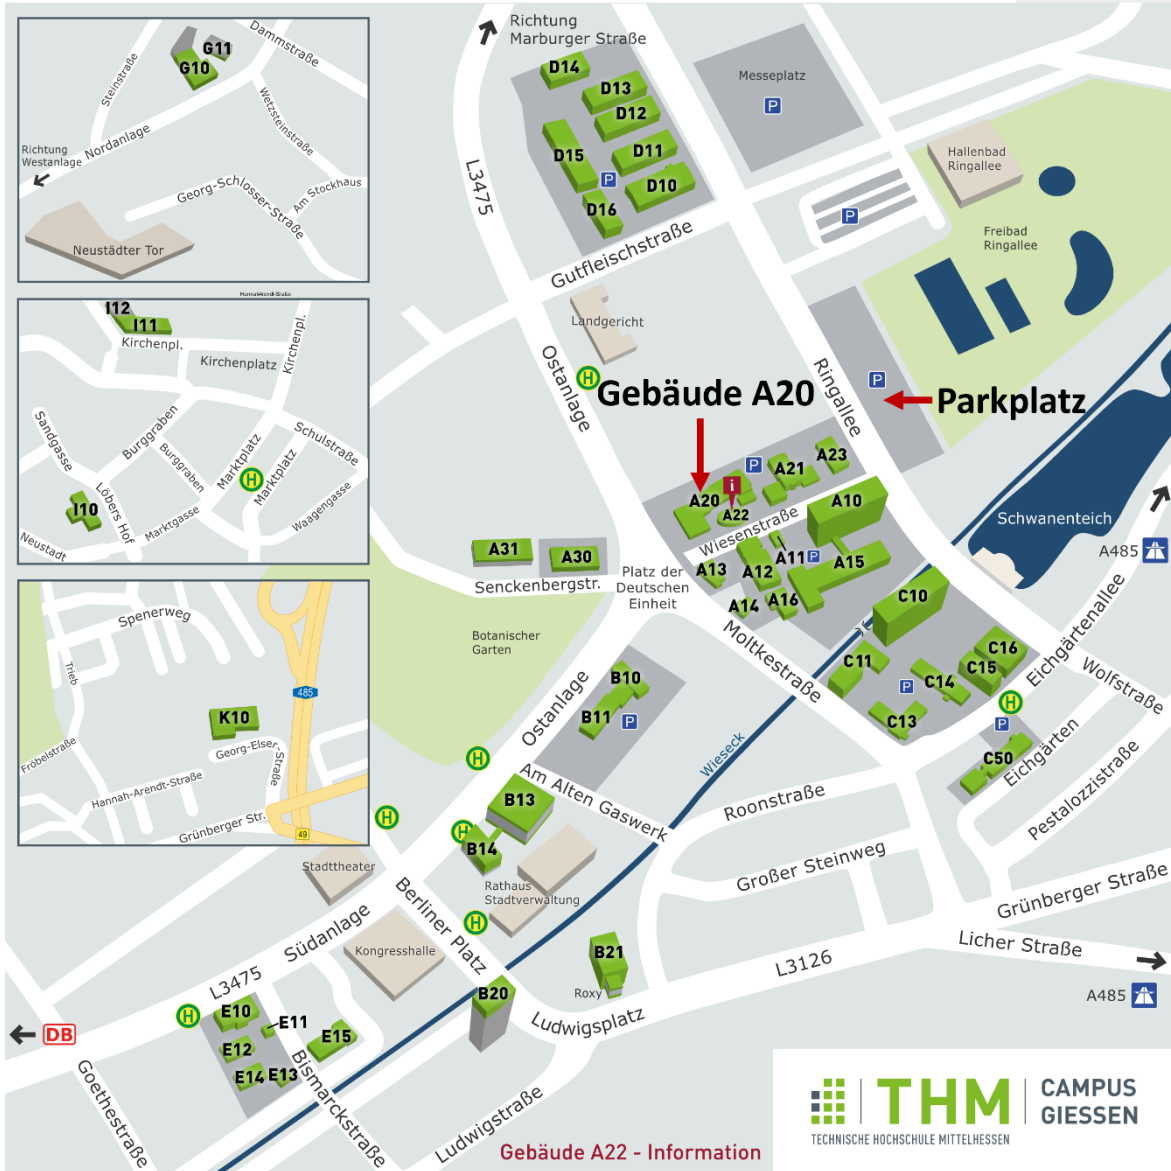 Richtung
Marburger Straße
L3475
D14
D13
D12
D11
D10
D15
D16
P
Messeplatz
P
P
Hallenbad
Ringallee
Freibad
Ringallee
Gutfleischstraße
Landgericht
Ostanlage
H
Ringallee
P
Gebäude A20
Parkplatz
Steinstraße
Dammstraße
G11
G10
Wetzsteinstraße
Nordanlage
Richtung
Westanlage
Georg-Schlosser-Straße
Am Stockhaus
Neustädter Tor
Hannah-Arendt-Straße
I12
I11
Kirchenpl.
Kirchenplatz
Kirchenpl.
Sandgasse
Burggraben
Burggraben
Marktplatz
Marktplatz
Schulstraße
H
I10
Löbers Hof
Marktgasse
Waagengasse
Neustadt
A20
i
A22
P
A21
A23
Wiesenstraße
A10
A11
P
A15
A13
A12
A14
A16
Schwanenteich
A485
A31
A30
Senckenbergstr.
Platz der
Deutschen
Einheit
Botanischer
Garten
Moltkestraße
C10
C11
C16
C15
C14
P
C13
H
P
C50
Eichgärtenallee
Wolfstraße
Eichgärten
Pestalozzistraße
Spenerweg
Trieb
485
K10
Georg-Elser-
Straße
Fröbelstraße
Hannah-Arendt-Straße
Grünberger Str.
49
Ostanlage
B10
B11
P
Wieseck
H
Am Alten Gaswerk
B13
H
B14
H
Roonstraße
Großer Steinweg
Stadttheater
Rathaus
Stadtverwaltung
Berliner Platz
H
Südanlage
Kongresshalle
Grünberger Straße
Licher Straße
L3126
A485
B21
Roxy
B20
Ludwigsplatz
L3475
H
DB
E10
E11
E12
E15
E14
E13
Goethestraße
Bismarckstraße
Ludwigstraße
Gebäude A22 - Information
THM
CAMPUS
GIESSEN
TECHNISCHE HOCHSCHULE MITTELHESSEN